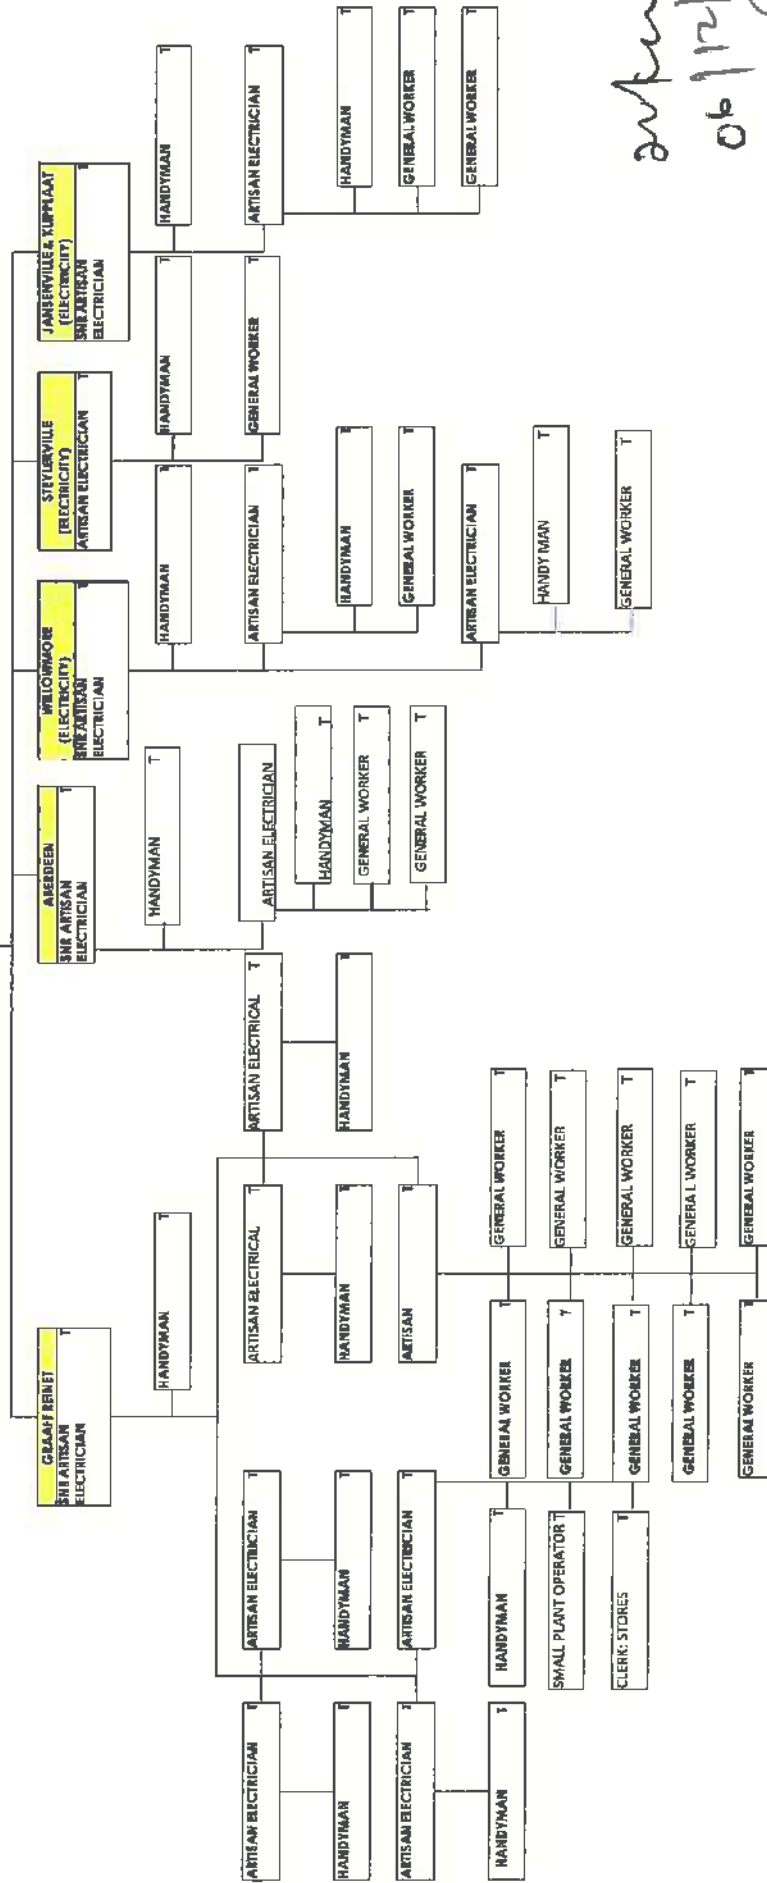 GRAAFF REINET
SNR ARTISAN T
ELECTRICIAN
HANDYMAN T
ARTISAN ELECTRICIAN T
ARTISAN ELECTRICIAN T
ARTISAN ELECTRICAL T
ARTISAN ELECTRICAL T
HANDYMAN T
HANDYMAN T
HANDYMAN T
HANDYMAN T
ARTISAN ELECTRICIAN T
ARTISAN ELECTRICIAN T
ARTISAN T
HANDYMAN T
HANDYMAN T
GENERAL WORKER T
GENERAL WORKER T
SMALL PLANT OPERATOR T
GENERAL WORKER T
GENERAL WORKER T
CLERK: STORES T
GENERAL WORKER T
GENERAL WORKER T
GENERAL WORKER T
GENERAL WORKER T
GENERAL WORKER
GENERAL WORKER T
ABERDEEN
SNR ARTISAN T
ELECTRICIAN
HANDYMAN T
ARTISAN ELECTRICIAN
HANDYMAN T
GENERAL WORKER T
GENERAL WORKER T
WILLOWMORE
(ELECTRICITY)
SNR ARTISAN T
ELECTRICIAN
HANDYMAN T
ARTISAN ELECTRICIAN T
HANDYMAN T
GENERAL WORKER T
ARTISAN ELECTRICIAN T
HANDY MAN T
GENERAL WORKER T
STEYLERVILLE
(ELECTRICITY)
ARTISAN ELECTRICIAN T
HANDYMAN T
GENERAL WORKER T
JANSENVILLE & KLIPPLAAT
(ELECTRICITY)
SNR ARTISAN T
ELECTRICIAN
HANDYMAN T
ARTISAN ELECTRICIAN T
HANDYMAN T
GENERAL WORKER T
GENERAL WORKER T
06/12/